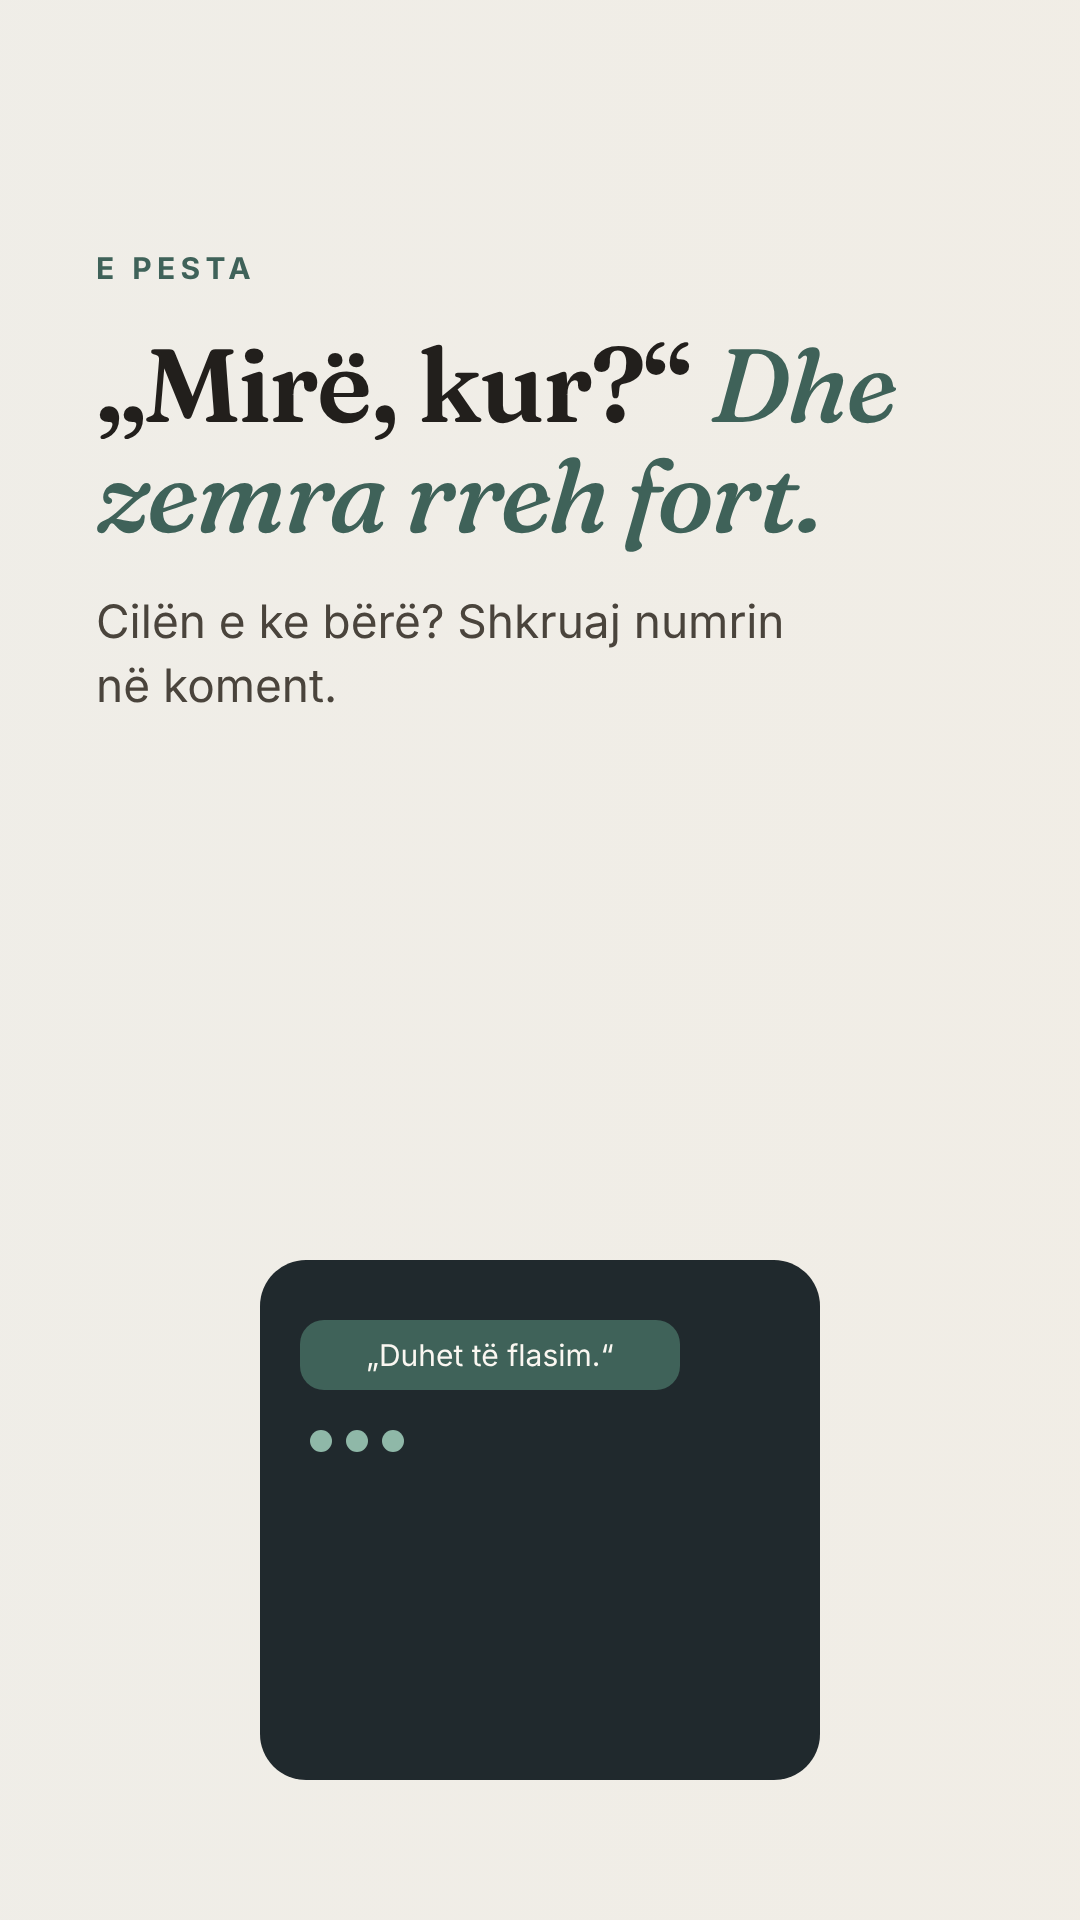 E PESTA
„Mirë, kur?“ Dhe
zemra rreh fort.
Cilën e ke bërë? Shkruaj numrin
në koment.
„Duhet të flasim.“